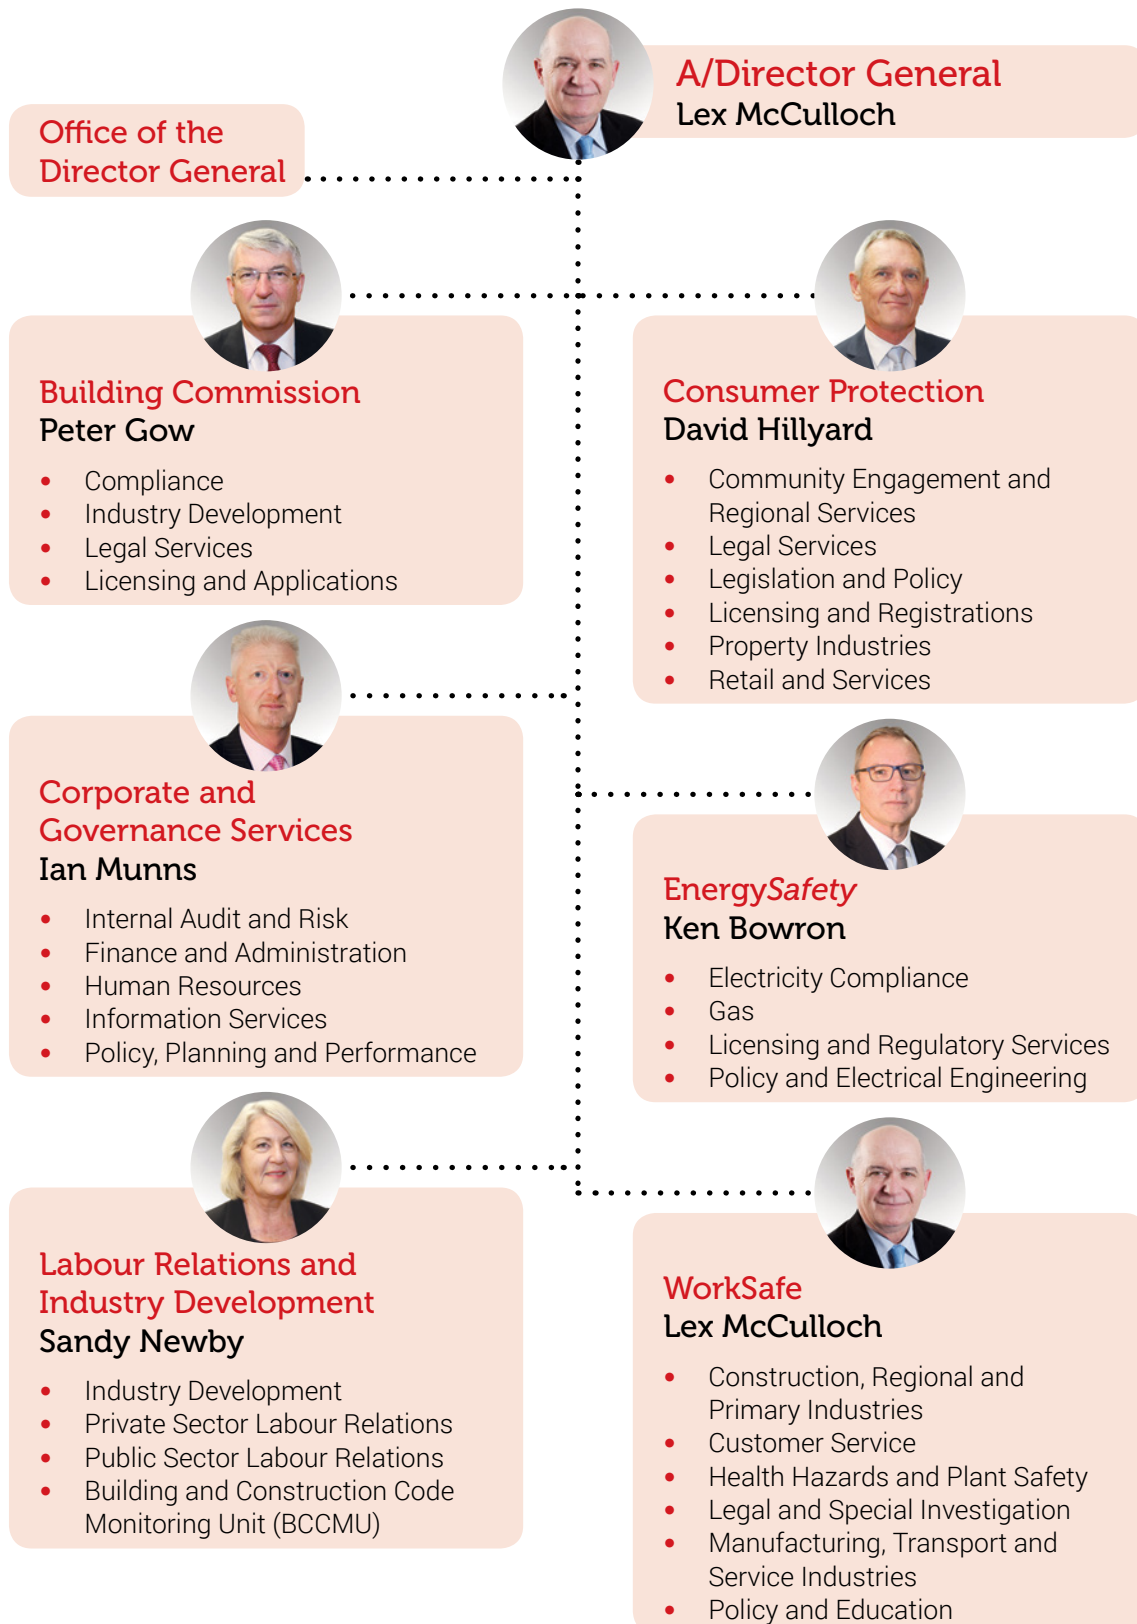 A/Director General
Lex McCulloch
Office of the
Director General
Building Commission
Peter Gow
• Compliance
• Industry Development
• Legal Services
• Licensing and Applications
Consumer Protection
David Hillyard
• Community Engagement and
Regional Services
• Legal Services
• Legislation and Policy
• Licensing and Registrations
• Property Industries
• Retail and Services
Corporate and
Governance Services
Ian Munns
• Internal Audit and Risk
• Finance and Administration
• Human Resources
• Information Services
• Policy, Planning and Performance
EnergySafety
Ken Bowron
• Electricity Compliance
• Gas
• Licensing and Regulatory Services
• Policy and Electrical Engineering
Labour Relations and
Industry Development
Sandy Newby
• Industry Development
• Private Sector Labour Relations
• Public Sector Labour Relations
• Building and Construction Code
Monitoring Unit (BCCMU)
WorkSafe
Lex McCulloch
• Construction, Regional and
Primary Industries
• Customer Service
• Health Hazards and Plant Safety
• Legal and Special Investigation
• Manufacturing, Transport and
Service Industries
• Policy and Education